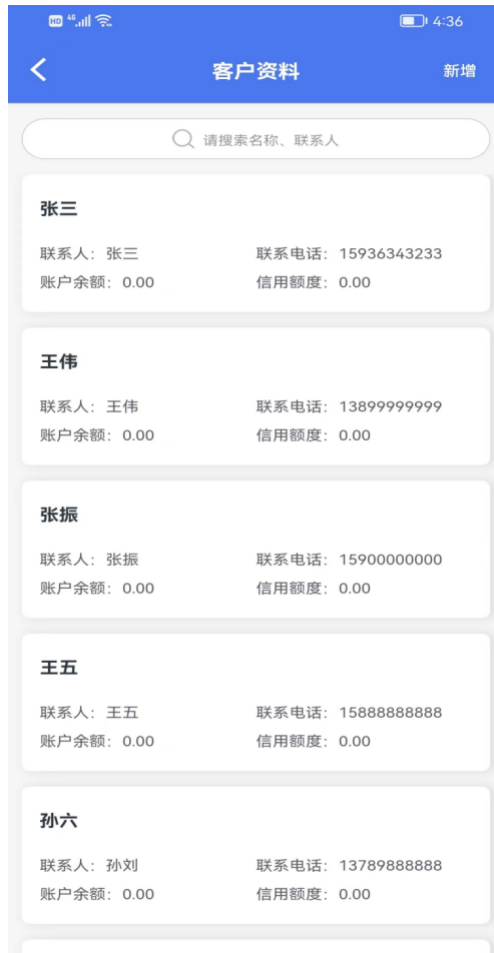 HD 4G 4:36
客户资料 新增
请搜索名称、联系人
张三
联系人：张三 联系电话：15936343233
账户余额：0.00 信用额度：0.00
王伟
联系人：王伟 联系电话：13899999999
账户余额：0.00 信用额度：0.00
张振
联系人：张振 联系电话：15900000000
账户余额：0.00 信用额度：0.00
王五
联系人：王五 联系电话：15888888888
账户余额：0.00 信用额度：0.00
孙六
联系人：孙刘 联系电话：13789888888
账户余额：0.00 信用额度：0.00